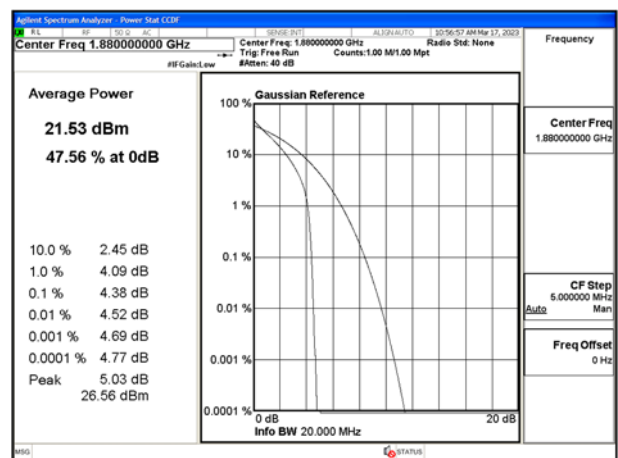 Agilent Spectrum Analyzer - Power Stat CCDF
RL RF 50 Ω AC SENSE:INT ALIGN AUTO 10:56:57 AM Mar 17, 2023
Center Freq 1.880000000 GHz
Center Freq: 1.880000000 GHz Radio Std: None
Trig: Free Run Counts:1.00 M/1.00 Mpt
#IFGain:Low #Atten: 40 dB
Frequency
Average Power
21.53 dBm
47.56 % at 0dB
10.0 % 2.45 dB
1.0 % 4.09 dB
0.1 % 4.38 dB
0.01 % 4.52 dB
0.001 % 4.69 dB
0.0001 % 4.77 dB
Peak 5.03 dB
26.56 dBm
Gaussian Reference
100 %
10 %
1 %
0.1 %
0.01 %
0.001 %
0.0001 %
0 dB 20 dB
Info BW 20.000 MHz
Center Freq
1.880000000 GHz
CF Step
5.000000 MHz
Auto Man
Freq Offset
0 Hz
MSG STATUS